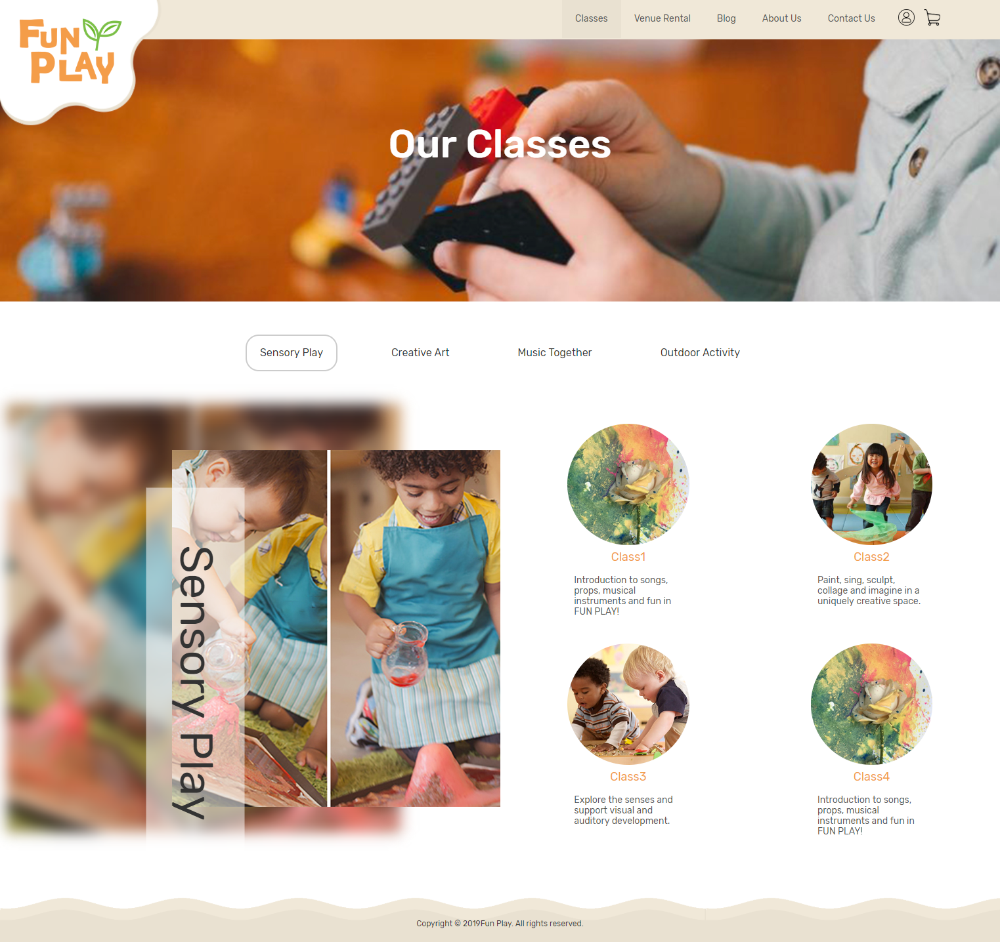 FUN
PLAY
Classes
Venue Rental
Blog
About Us
Contact Us
Our Classes
Sensory Play
Creative Art
Music Together
Outdoor Activity
Sensory Play
Class1
Introduction to songs,
props, musical
instruments and fun in
FUN PLAY!
Class2
Paint, sing, sculpt,
collage and imagine in a
uniquely creative space.
Class3
Explore the senses and
support visual and
auditory development.
Class4
Introduction to songs,
props, musical
instruments and fun in
FUN PLAY!
Copyright © 2019Fun Play. All rights reserved.